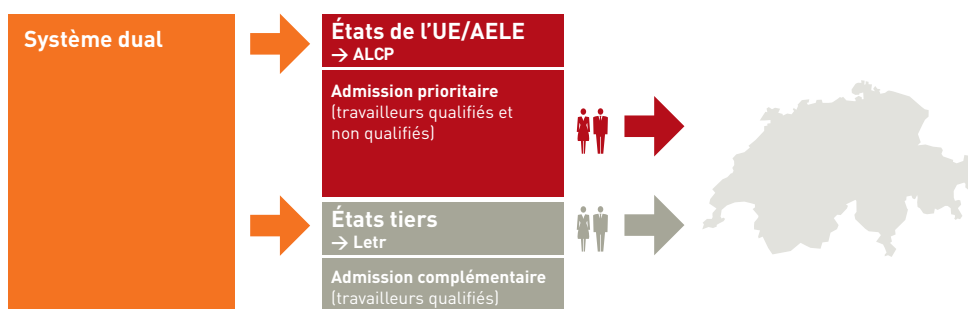 Système dual
États de l’UE/AELE
→ ALCP
Admission prioritaire
(travailleurs qualifiés et
non qualifiés)
États tiers
→ Letr
Admission complémentaire
(travailleurs qualifiés)